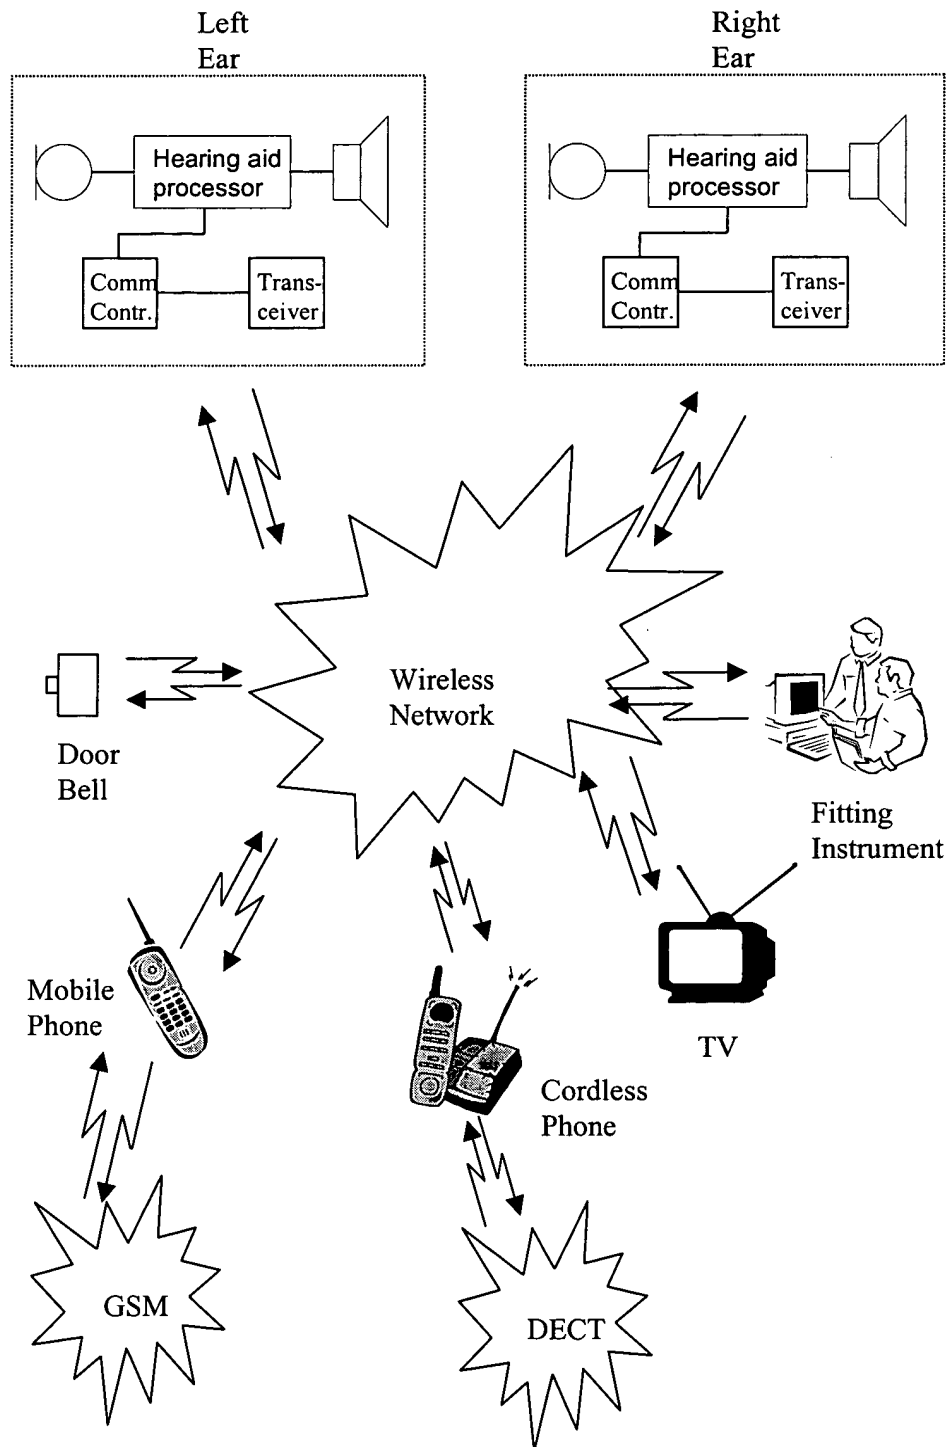 Left
Ear
Right
Ear
Hearing aid
processor
Comm
Contr.
Trans-
ceiver
Hearing aid
processor
Comm
Contr.
Trans-
ceiver
Wireless
Network
Door
Bell
Fitting
Instrument
Mobile
Phone
TV
Cordless
Phone
GSM
DECT